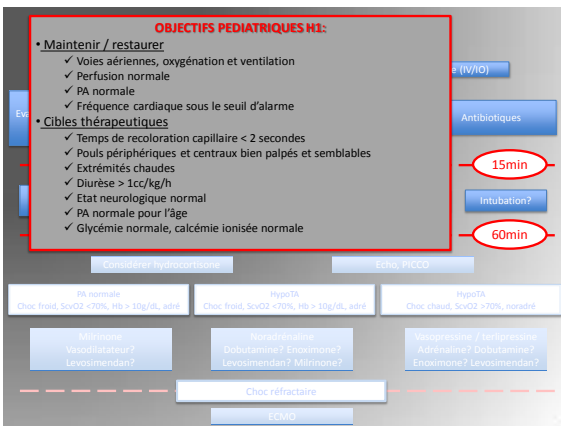 OBJECTIFS PEDIATRIQUES H1:
• Maintenir / restaurer
✓ Voies aériennes, oxygénation et ventilation
✓ Perfusion normale
✓ PA normale
✓ Fréquence cardiaque sous le seuil d'alarme
• Cibles thérapeutiques
✓ Temps de recoloration capillaire < 2 secondes
✓ Pouls périphériques et centraux bien palpés et semblables
✓ Extrémités chaudes
✓ Diurèse > 1cc/kg/h
✓ Etat neurologique normal
✓ PA normale pour l'âge
✓ Glycémie normale, calcémie ionisée normale
(IV/IO)
Eva
Antibiotiques
15min
Intubation?
60min
Considérer hydrocortisone
Echo, PICCO
PA normale
Choc froid, ScvO2 <70%, Hb > 10g/dL, adré
HypoTA
Choc froid, ScvO2 <70%, Hb > 10g/dL, adré
HypoTA
Choc chaud, ScvO2 >70%, noradré
Milrinone
Vasodilatateur?
Levosimendan?
Noradrenaline
Dobutamine? Enoximone?
Levosimendan? Milrinone?
Vasopressine / terlipressine
Adrénaline? Dobutamine?
Enoximone? Levosimendan?
Choc réfractaire
ECMO